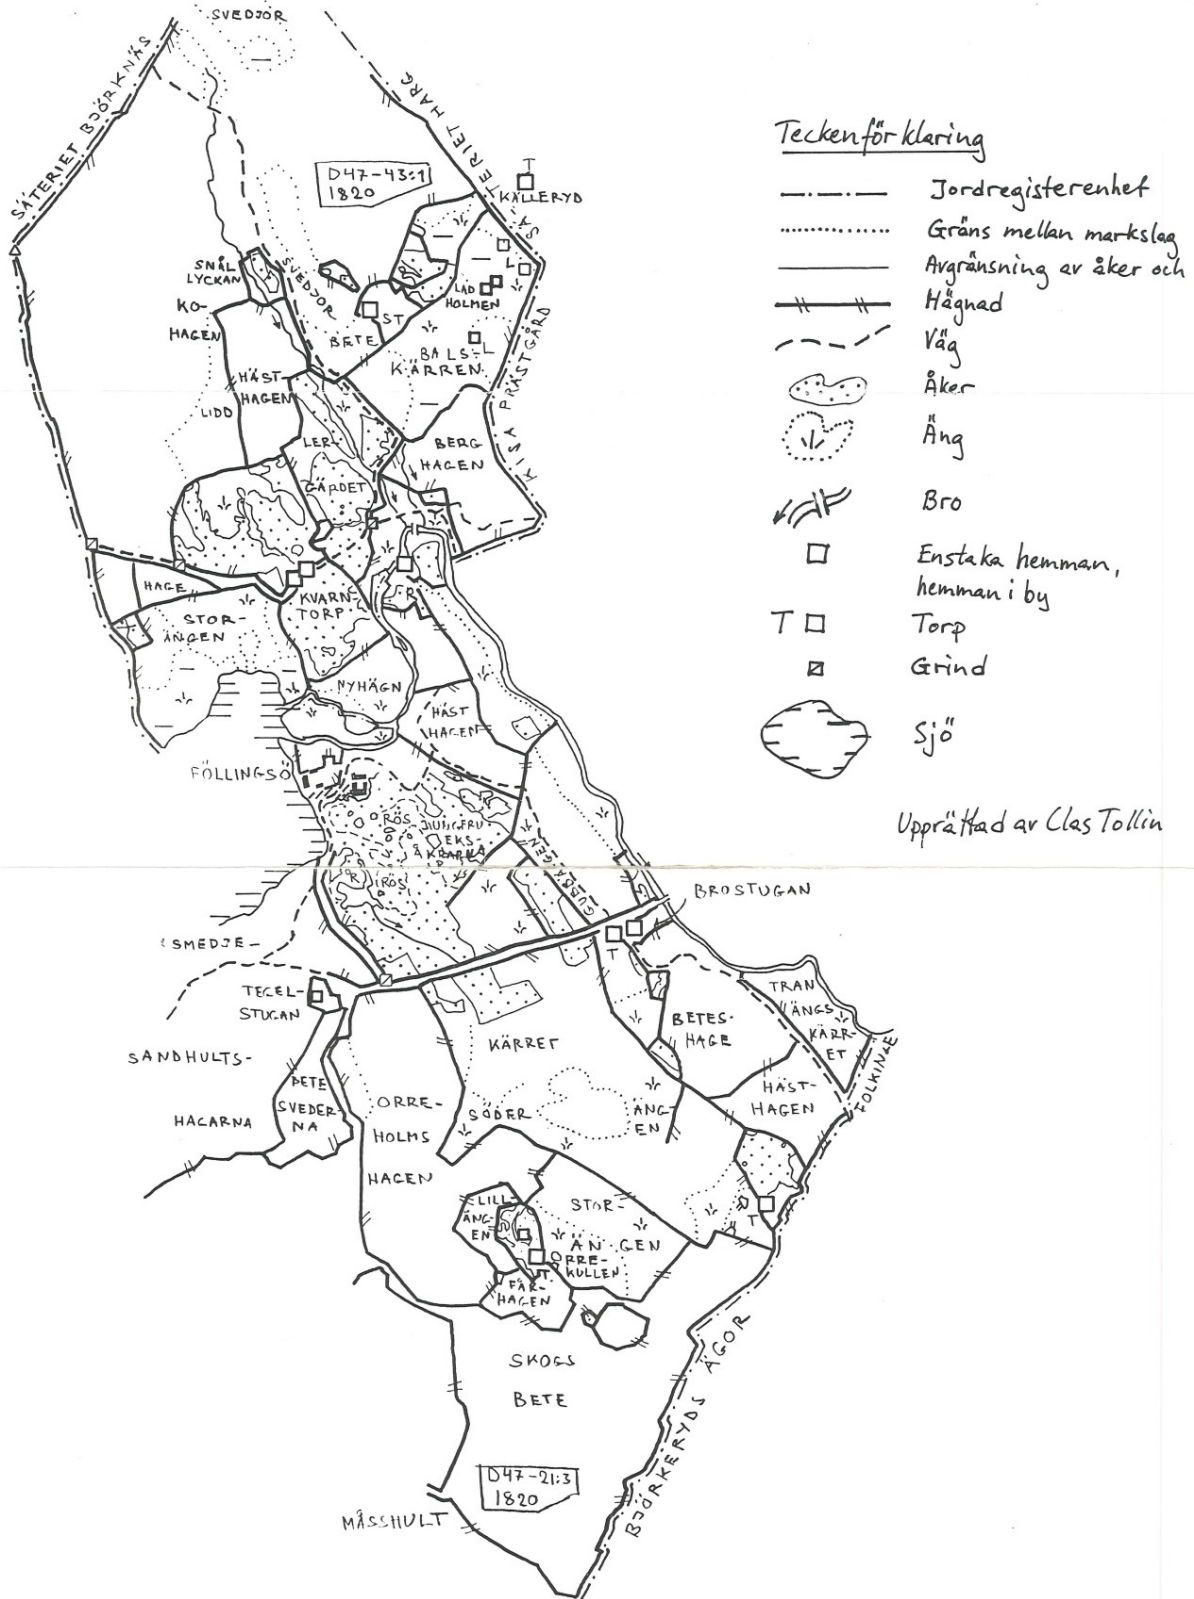 SVEDJOR
SÄTERIET BJÖRKNÄS
SÄTERIET HARG
D47-43:1
1820
T
KÄLLERYD
SNÅL
LYCKAN
SVEDJOR
KO-
HAGEN
R
L
LAD
HOLMEN
ST
BETE
L
BALS-
KÄRREN
KISA PRÄSTGÅRD
HÄST
HAGEN
LIDD
LER-
GÄRDET
BERG
HAGEN
HAGE
KVARN-
TORP
R
STOR-
ÄNGEN
NYHÄGN
HÄST
HAGEN
FÖLLINGSÖ
RÖS
JUNGFRU
EKS-
ÅKRARNA
R
RÖS
GUBBÄGEN
BROSTUGAN
T
SMEDJE-
TEGEL-
STUGAN
TRAN
ÄNGS
KÄRR-
ET
BETES-
HAGE
KÄRRET
SANDHULTS-
HAGARNA
BETE
SVEDER-
NA
ORRE-
HOLMS
HAGEN
SÖDER
ÄNG-
EN
HÄST-
HAGEN
FOLKINGE
LILL
ÄNG-
EN
STOR-
ÄN GEN
T
ORRE-
KULLEN
T
FÅR-
HAGEN
SKOGS
BETE
BJÖRKERYDS ÄGOR
D47-21:3
1820
MÅSSHULT
Teckenförklaring
Jordregisterenhet
Gräns mellan markslag
Avgränsning av åker och
Hägnad
Väg
Åker
Äng
Bro
Enstaka hemman,
hemman i by
T Torp
Grind
Sjö
Upprättad av Clas Tollin